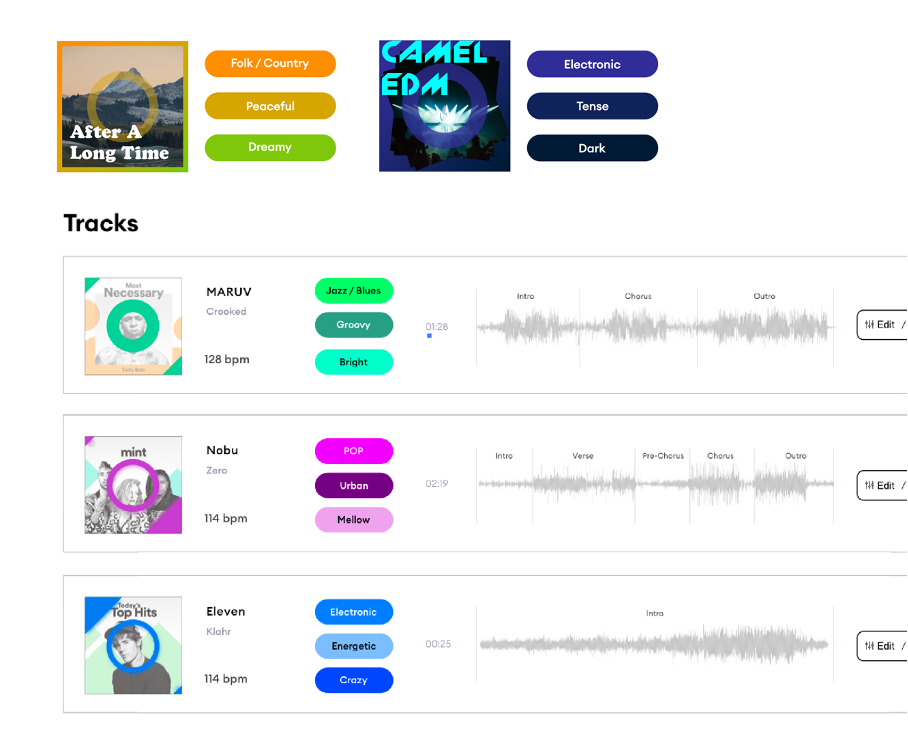 After A
Long Time
Folk / Country
Peaceful
Dreamy
CAMEL
EDM
Electronic
Tense
Dark
Tracks
Most
Necessary
Early Bets
MARUV
Crooked
128 bpm
Jazz / Blues
Groovy
Bright
01:28
Intro
Chorus
Outro
Edit /
mint
Nobu
Zero
114 bpm
POP
Urban
Mellow
02:19
Intro
Verse
Pre-Chorus
Chorus
Outro
Edit /
Today's
Top Hits
Eleven
Klahr
114 bpm
Electronic
Energetic
Crazy
00:25
Intro
Edit /